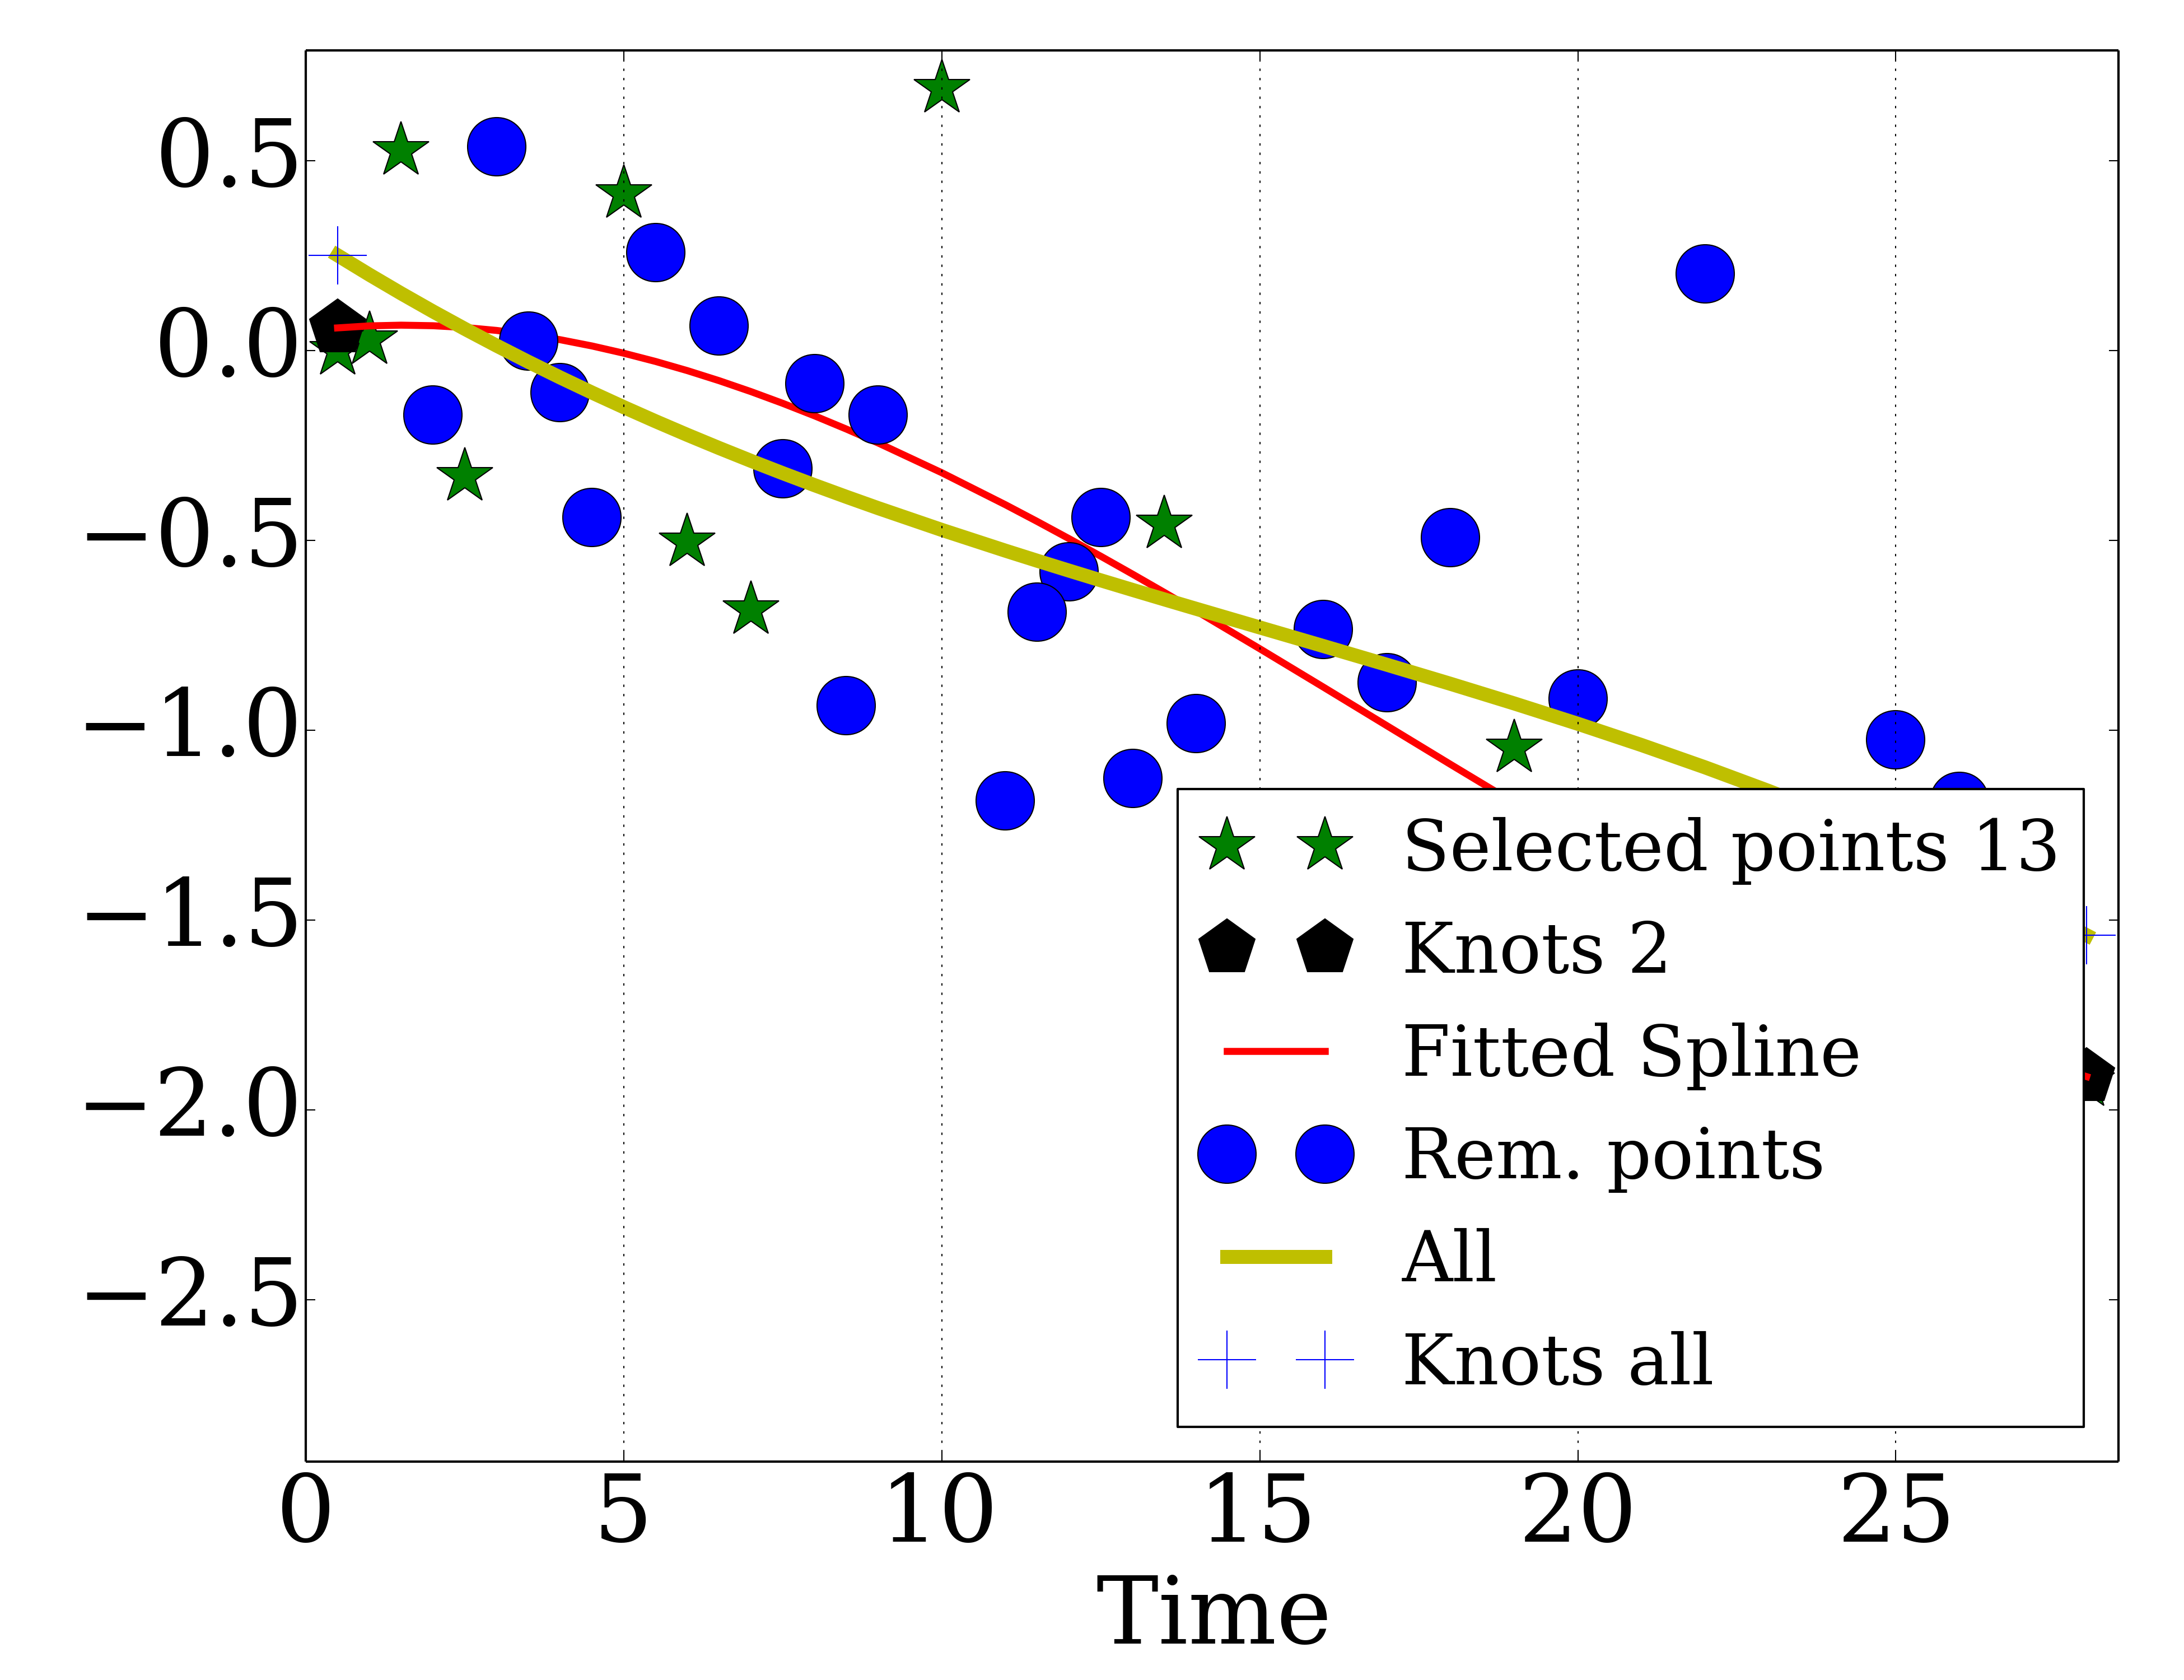 0.5
0.0
−0.5
−1.0
−1.5
−2.0
−2.5
Selected points 13
Knots 2
Fitted Spline
Rem. points
All
Knots all
0 5 10 15 20 25
Time